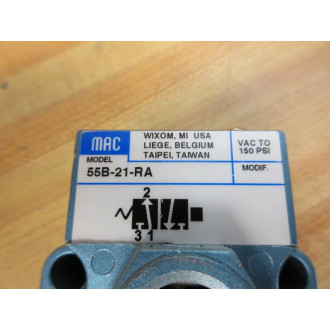 MAC
WIXOM, MI USA
LIEGE, BELGIUM
TAIPEI, TAIWAN
VAC TO
150 PSI
MODEL
55B-21-RA
MODIF.
2
3 1